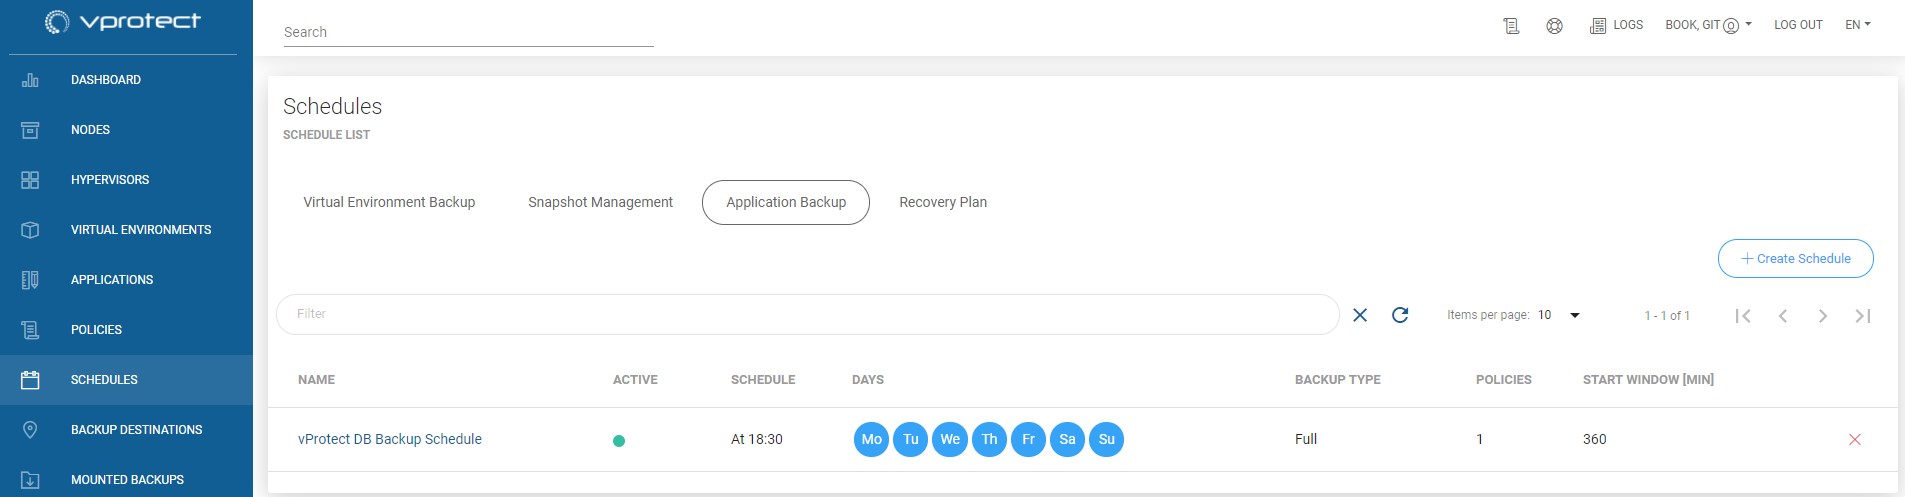 vprotect
Search
LOGS
BOOK, GIT
LOG OUT
EN
DASHBOARD
NODES
HYPERVISORS
VIRTUAL ENVIRONMENTS
APPLICATIONS
POLICIES
SCHEDULES
BACKUP DESTINATIONS
MOUNTED BACKUPS
Schedules
SCHEDULE LIST
Virtual Environment Backup
Snapshot Management
Application Backup
Recovery Plan
Create Schedule
Filter
Items per page: 10
1 - 1 of 1
NAME ACTIVE SCHEDULE DAYS BACKUP TYPE POLICIES START WINDOW [MIN]
vProtect DB Backup Schedule At 18:30 Mo Tu We Th Fr Sa Su Full 1 360